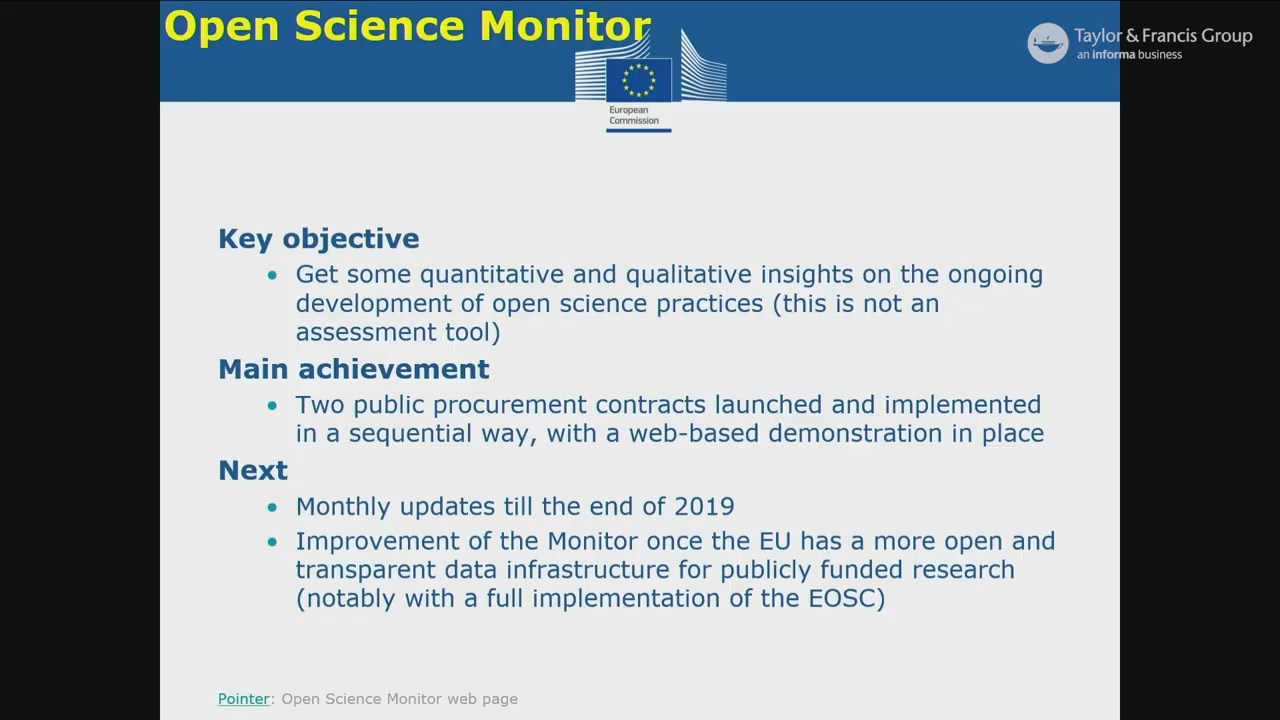 Open Science Monitor
Taylor & Francis Group
an informa business
European
Commission
Key objective
• Get some quantitative and qualitative insights on the ongoing
development of open science practices (this is not an
assessment tool)
Main achievement
• Two public procurement contracts launched and implemented
in a sequential way, with a web-based demonstration in place
Next
• Monthly updates till the end of 2019
• Improvement of the Monitor once the EU has a more open and
transparent data infrastructure for publicly funded research
(notably with a full implementation of the EOSC)
Pointer: Open Science Monitor web page